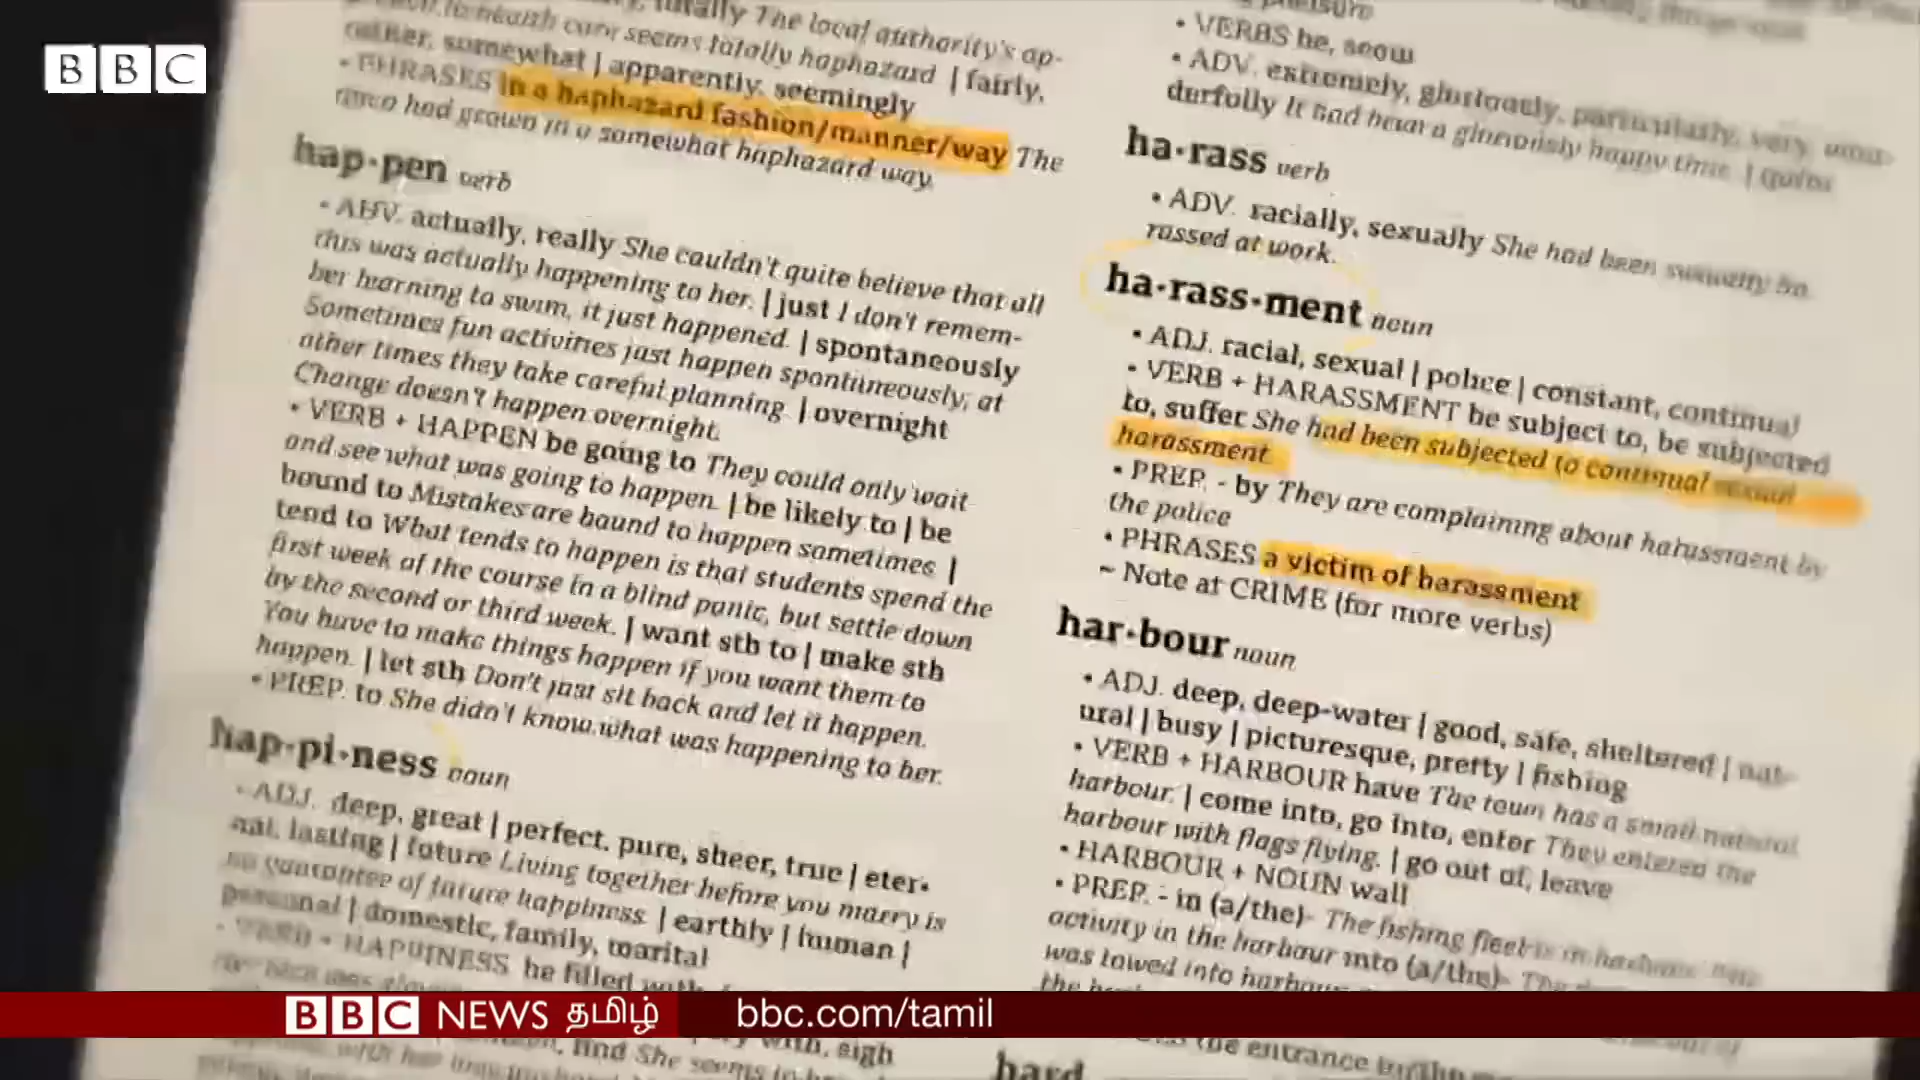 BBC
totally The local authority's ap-
to health care seems totally haphazard | fairly,
rather, somewhat | apparently, seemingly
• PHRASES in a haphazard fashion/manner/way The
had grown in a somewhat haphazard way.
hap·pen verb
• ADV. actually, really She couldn't quite believe that all
this was actually happening to her. | just I don't remem-
ber learning to swim, it just happened. | spontaneously
Sometimes fun activities just happen spontaneously; at
other times they take careful planning. | overnight
Change doesn't happen overnight.
• VERB + HAPPEN be going to They could only wait
and see what was going to happen. | be likely to | be
bound to Mistakes are bound to happen sometimes. |
tend to What tends to happen is that students spend the
first week of the course in a blind panic, but settle down
by the second or third week. | want sth to | make sth
You have to make things happen if you want them to
happen. | let sth Don't just sit back and let it happen.
• PREP. to She didn't know what was happening to her.
hap·pi·ness noun
• ADJ. deep, great | perfect, pure, sheer, true | eter-
nal, lasting | future Living together before you marry is
no guarantee of future happiness. | earthly | human |
personal | domestic, family, marital
• VERB + HAPPINESS be filled with,
find She seems to
with, sigh
• VERBS be, seem
• ADV. extremely, gloriously, particularly, very, won-
derfully It had been a gloriously happy time. | quite
ha·rass verb
• ADV. racially, sexually She had been sexually ha-
rassed at work.
ha·rass·ment noun
• ADJ. racial, sexual | police | constant, continual
• VERB + HARASSMENT be subject to, be subjected
to, suffer She had been subjected to continual sexual
harassment.
• PREP. ~ by They are complaining about harassment by
the police
• PHRASES a victim of harassment
~ Note at CRIME (for more verbs)
har·bour noun
• ADJ. deep, deep-water | good, safe, sheltered | nat-
ural | busy | picturesque, pretty | fishing
• VERB + HARBOUR have The town has a small natural
harbour. | come into, go into, enter They entered the
harbour with flags flying. | go out of, leave
• HARBOUR + NOUN wall
• PREP. ~ in (a/the)~ The fishing fleet is in harbour.
activity in the harbour into (a/the)~ The
was towed into harbour
the
the entrance
hard
BBC NEWS தமிழ் bbc.com/tamil